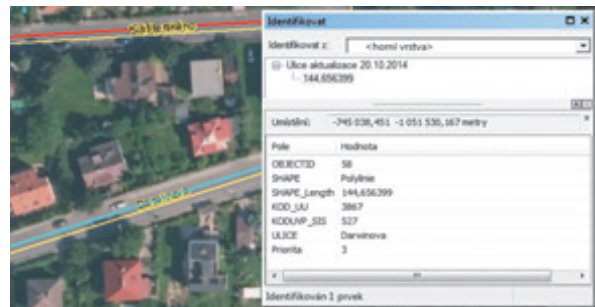 Identifikovat
Identifikovat z: <horní vrstva>
Ulice aktualizace 20.10.2014
144,656399
Umístění: -745 038,451 -1 051 530,167 metry
Pole Hodnota
OBJECTID 58
SHAPE Polylinie
SHAPE_Length 144,656399
KOD_UU 3867
KODUVP_SIS 527
ULICE Darwinova
Priorita 3
Identifikován 1 prvek